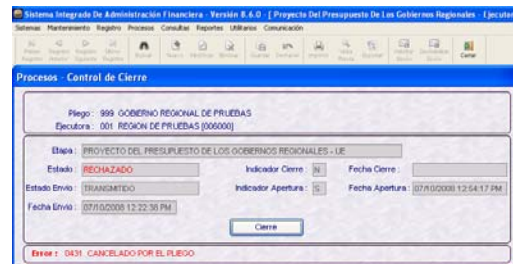 Sistema Integrado De Administración Financiera - Versión 8.6.0 - [ Proyecto Del Presupuesto De Los Gobiernos Regionales - Ejecutor
Sistemas Mantenimiento Registro Procesos Consultas Reportes Utilitarios Comunicación
Cerrar
Procesos - Control de Cierre
Pliego : 999 GOBIERNO REGIONAL DE PRUEBAS
Ejecutora : 001 REGION DE PRUEBAS [006000]
Etapa : PROYECTO DEL PRESUPUESTO DE LOS GOBIERNOS REGIONALES - UE
Estado : RECHAZADO Indicador Cierre : N Fecha Cierre :
Estado Envio : TRANSMITIDO Indicador Apertura : S Fecha Apertura : 07/10/2008 12:54:17 PM
Fecha Envio : 07/10/2008 12:22:38 PM
Cierre
Error : 0431 CANCELADO POR EL PLIEGO